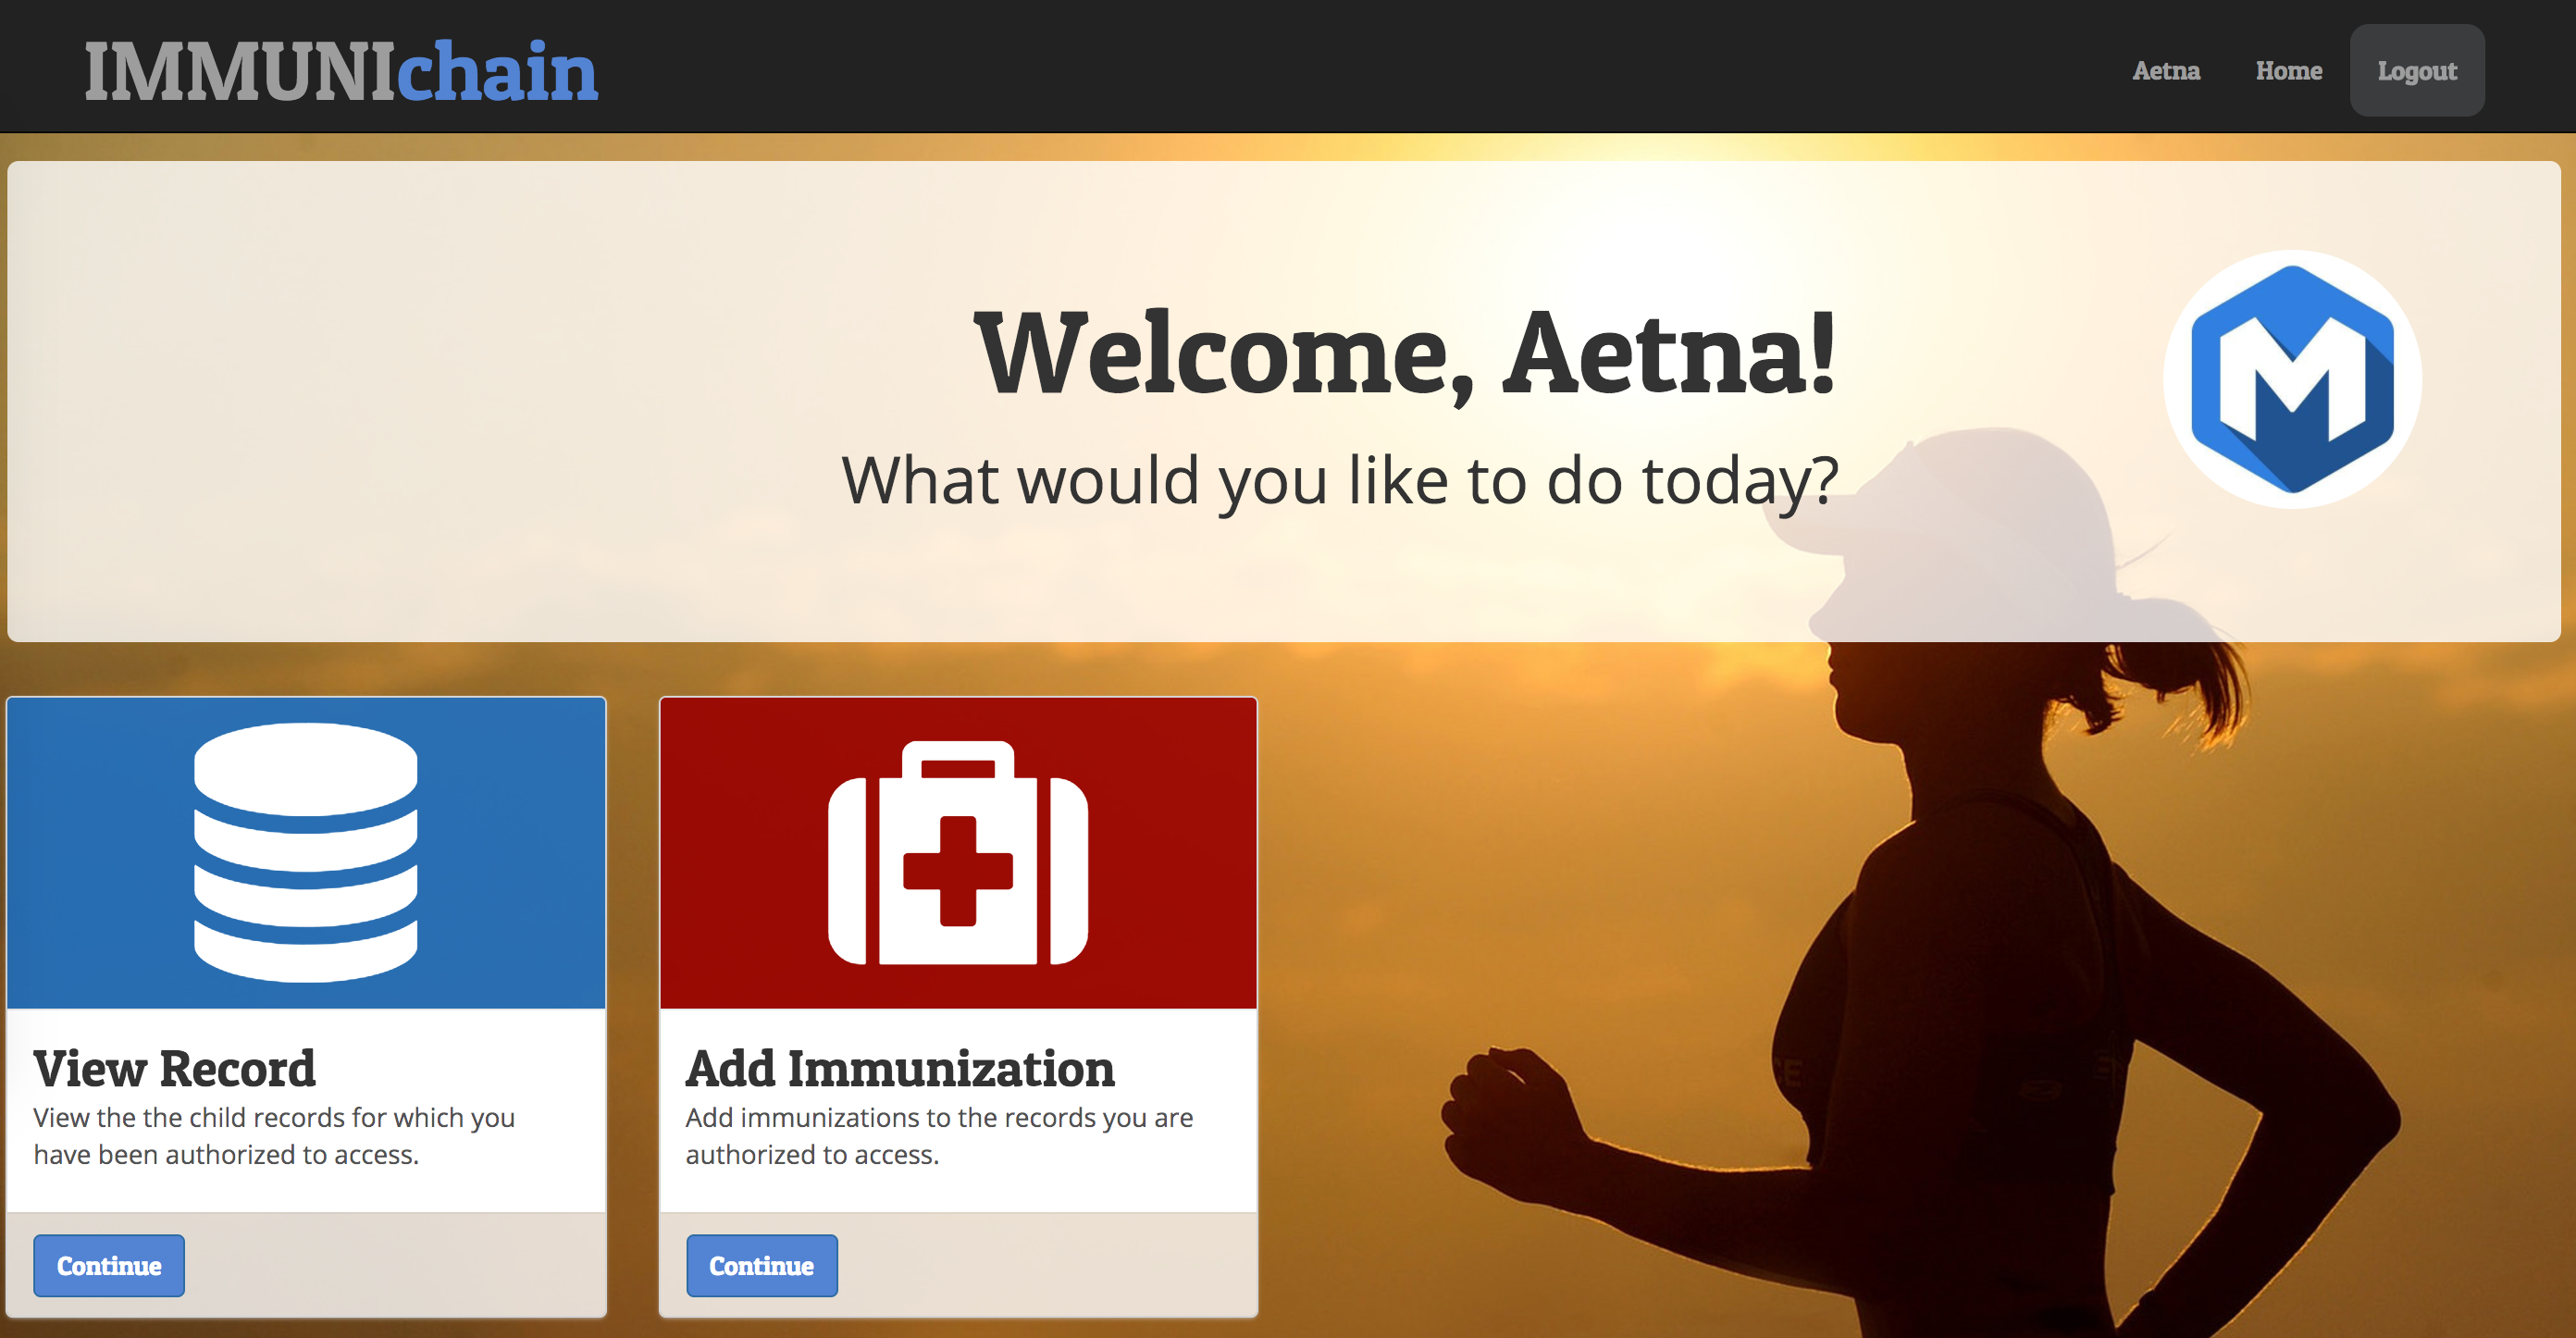 IMMUNIchain
Aetna Home Logout
Welcome, Aetna!
What would you like to do today?
M
View Record
View the the child records for which you
have been authorized to access.
Continue
Add Immunization
Add immunizations to the records you are
authorized to access.
Continue